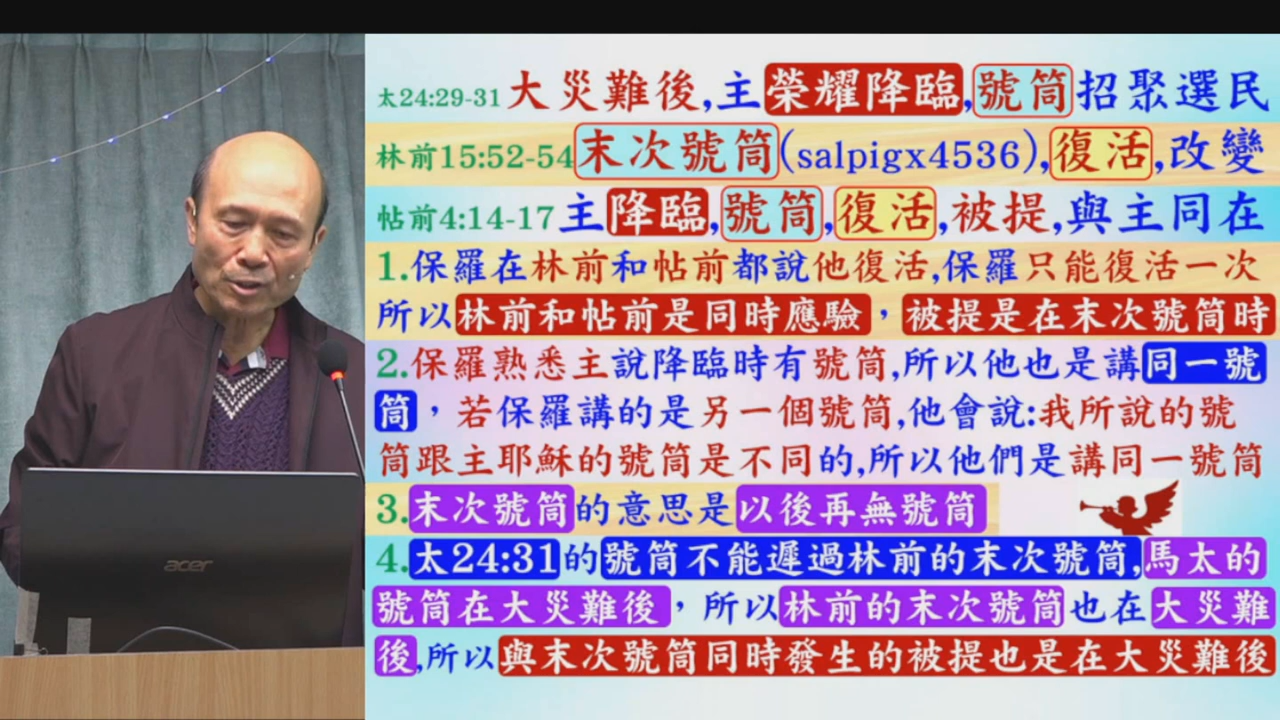 太24:29-31大災難後,主榮耀降臨,號筒招聚選民
林前15:52-54末次號筒(salpigx4536),復活,改變
帖前4:14-17主降臨,號筒,復活,被提,與主同在
1.保羅在林前和帖前都說他復活,保羅只能復活一次
所以林前和帖前是同時應驗，被提是在末次號筒時
2.保羅熟悉主說降臨時有號筒,所以他也是講同一號
筒，若保羅講的是另一個號筒,他會說:我所說的號
筒跟主耶穌的號筒是不同的,所以他們是講同一號筒
3.末次號筒的意思是以後再無號筒
4.太24:31的號筒不能遲過林前的末次號筒,馬太的
號筒在大災難後，所以林前的末次號筒也在大災難
後,所以與末次號筒同時發生的被提也是在大災難後
acer